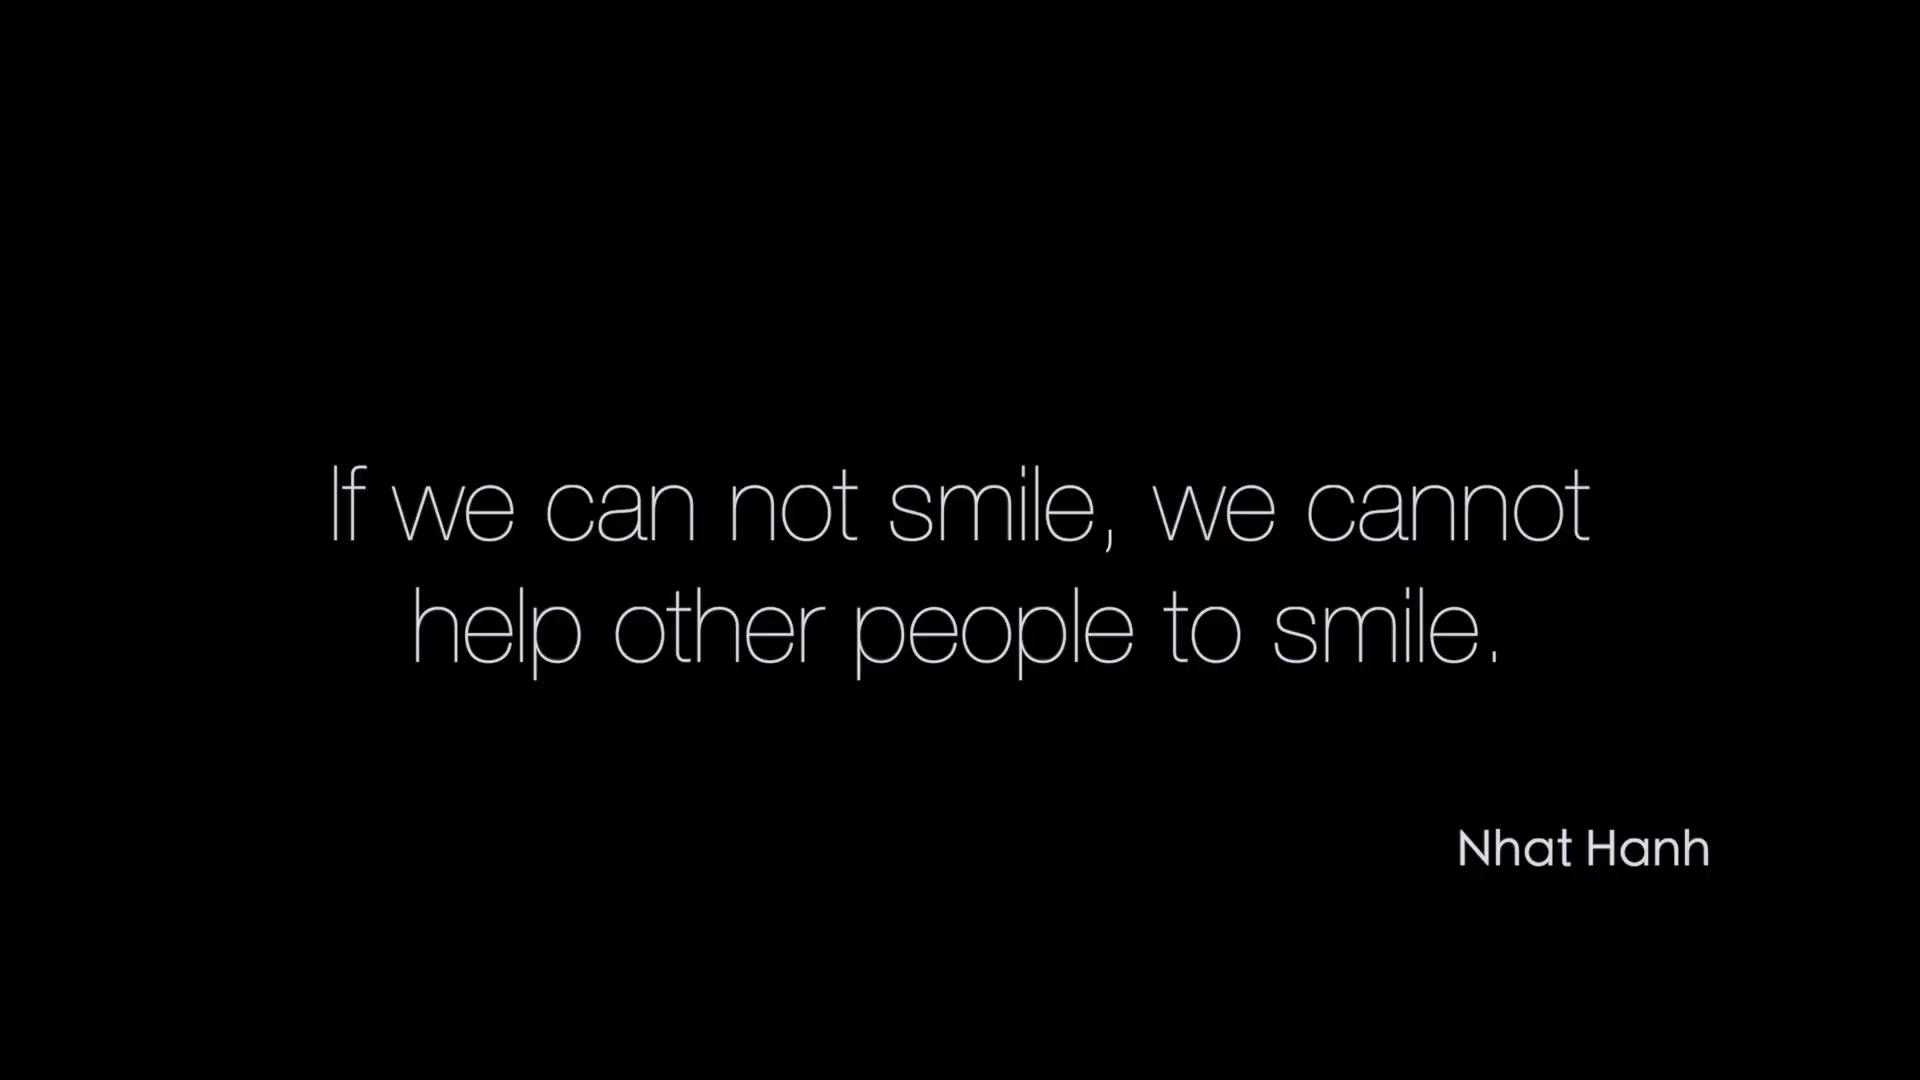 If we can not smile, we cannot
help other people to smile.
Nhat Hanh